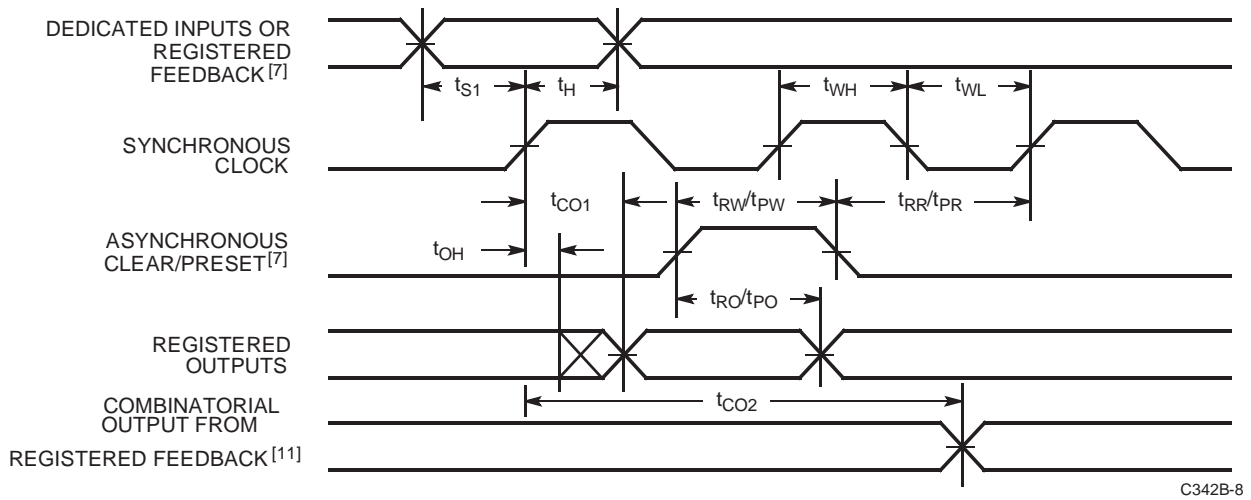 DEDICATED INPUTS OR
REGISTERED
FEEDBACK[7]
tS1
tH
tWH
tWL
SYNCHRONOUS
CLOCK
tCO1
tRW/tPW
tRR/tPR
ASYNCHRONOUS
CLEAR/PRESET[7]
tOH
tRO/tPO
REGISTERED
OUTPUTS
COMBINATORIAL
OUTPUT FROM
REGISTERED FEEDBACK[11]
tCO2
C342B-8